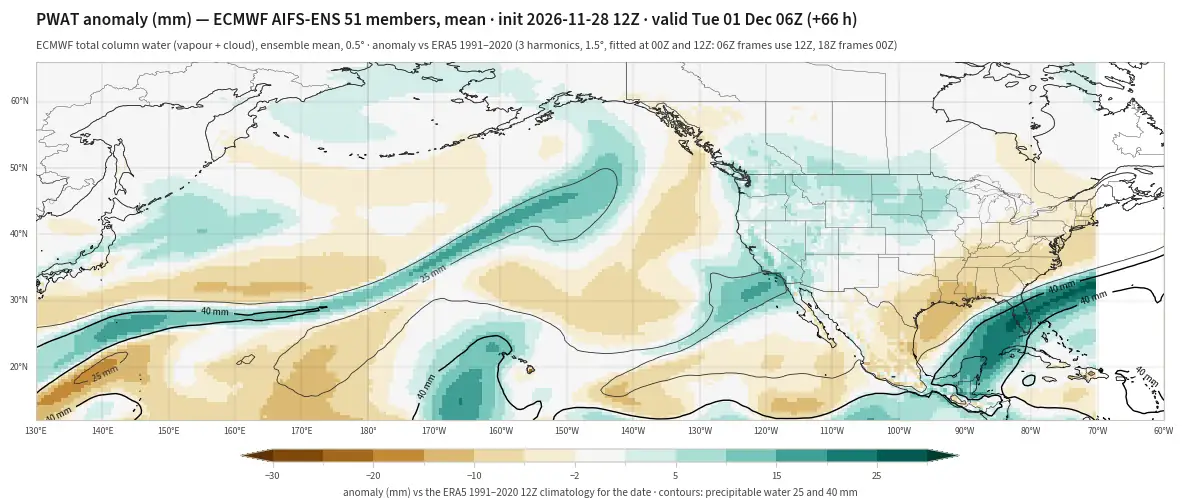 PWAT anomaly (mm) — ECMWF AIFS-ENS 51 members, mean · init 2026-11-28 12Z · valid Tue 01 Dec 06Z (+66 h)
ECMWF total column water (vapour + cloud), ensemble mean, 0.5° · anomaly vs ERA5 1991–2020 (3 harmonics, 1.5°, fitted at 00Z and 12Z: 06Z frames use 12Z, 18Z frames 00Z)
60°N
50°N
40°N
30°N
20°N
25 mm
40 mm
40 mm
40 mm
25 mm
40 mm
40 mm
40 mm
130°E 140°E 150°E 160°E 170°E 180° 170°W 160°W 150°W 140°W 130°W 120°W 110°W 100°W 90°W 80°W 70°W 60°W
−30 −20 −10 −2 5 15 25
anomaly (mm) vs the ERA5 1991–2020 12Z climatology for the date · contours: precipitable water 25 and 40 mm